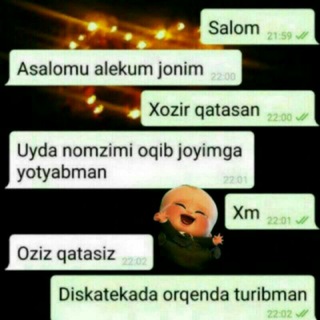 Salom
21:59
Asalomu alekum jonim
22:00
Xozir qatasan
22:00
Uyda nomzimi oqib joyimga
yotyabman
22:01
Xm
22:01
Oziz qatasiz
22:02
Diskatekada orqenda turibman
22:02